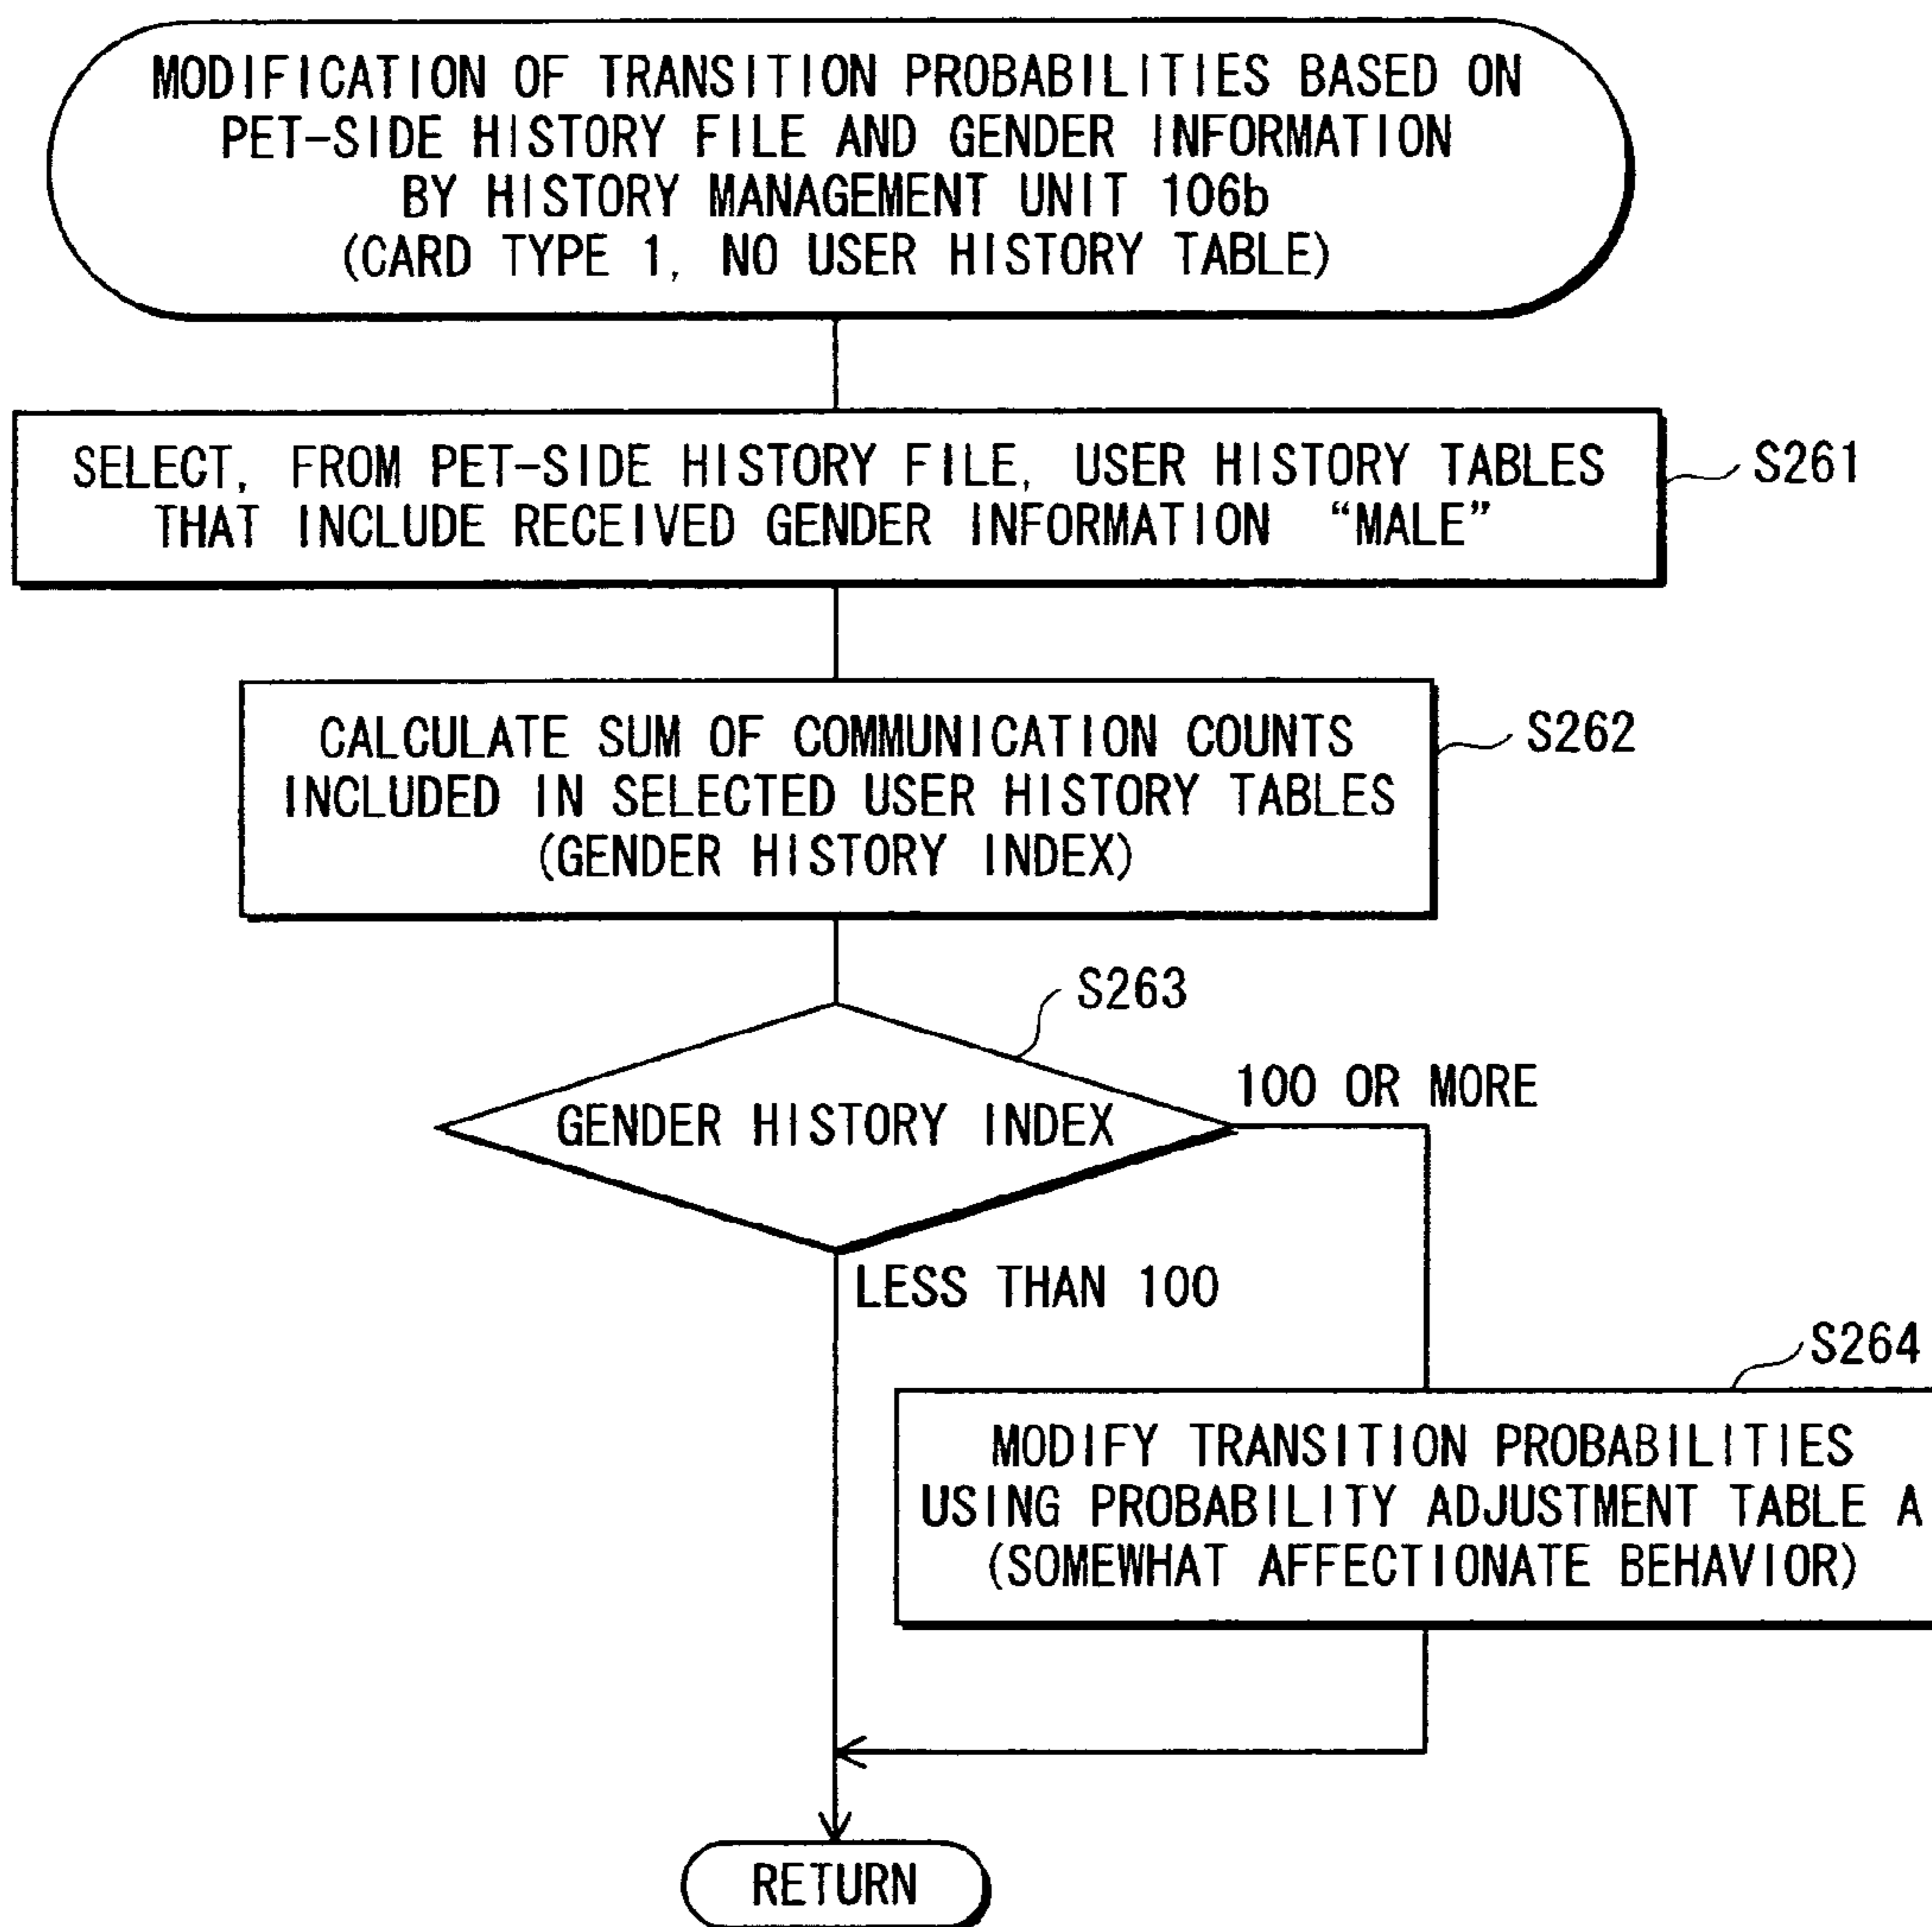 MODIFICATION OF TRANSITION PROBABILITIES BASED ON
PET-SIDE HISTORY FILE AND GENDER INFORMATION
BY HISTORY MANAGEMENT UNIT 106b
(CARD TYPE 1, NO USER HISTORY TABLE)
SELECT, FROM PET-SIDE HISTORY FILE, USER HISTORY TABLES
THAT INCLUDE RECEIVED GENDER INFORMATION “MALE”
S261
CALCULATE SUM OF COMMUNICATION COUNTS
INCLUDED IN SELECTED USER HISTORY TABLES
(GENDER HISTORY INDEX)
S262
S263
GENDER HISTORY INDEX
100 OR MORE
LESS THAN 100
S264
MODIFY TRANSITION PROBABILITIES
USING PROBABILITY ADJUSTMENT TABLE A
(SOMEWHAT AFFECTIONATE BEHAVIOR)
RETURN